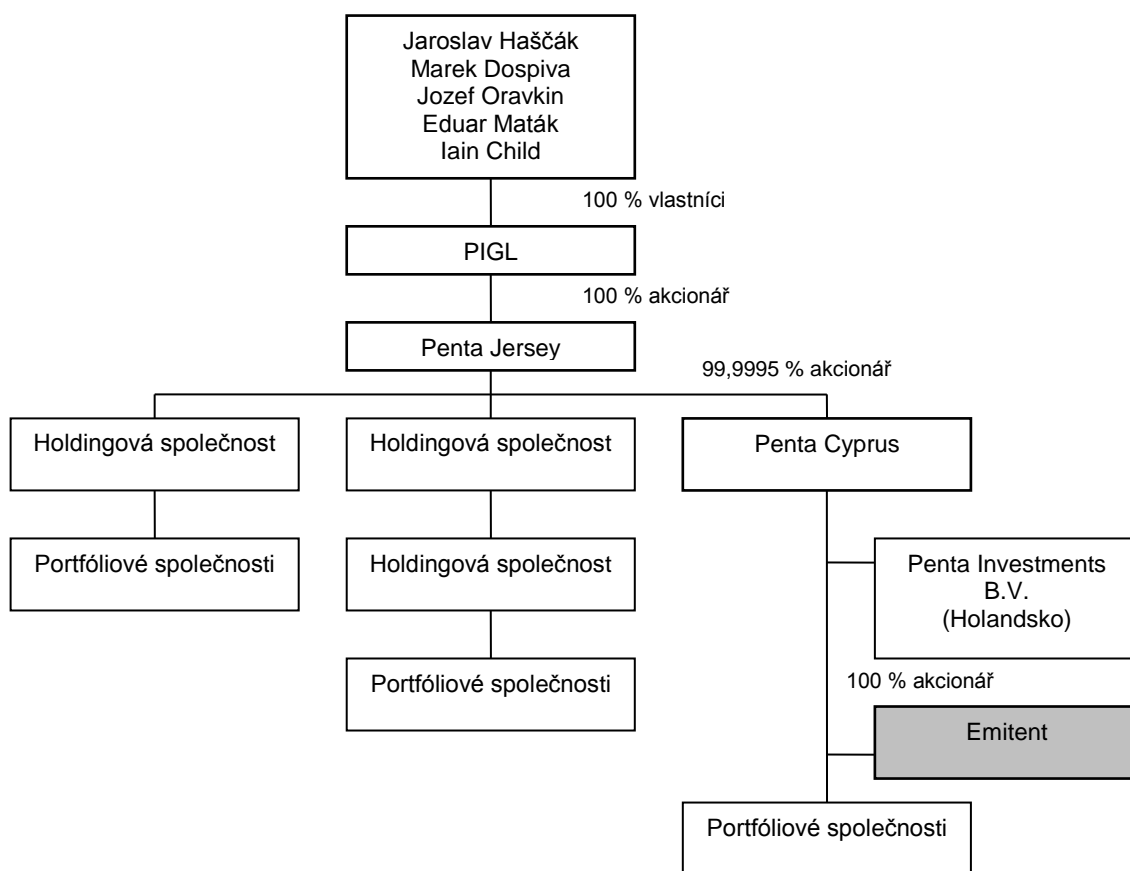 Jaroslav Haščák
Marek Dospiva
Jozef Oravkin
Eduar Maták
Iain Child
100 % vlastníci
PIGL
100 % akcionář
Penta Jersey
99,9995 % akcionář
Holdingová společnost
Holdingová společnost
Penta Cyprus
Portfóliové společnosti
Holdingová společnost
Penta Investments
B.V.
(Holandsko)
Portfóliové společnosti
100 % akcionář
Emitent
Portfóliové společnosti